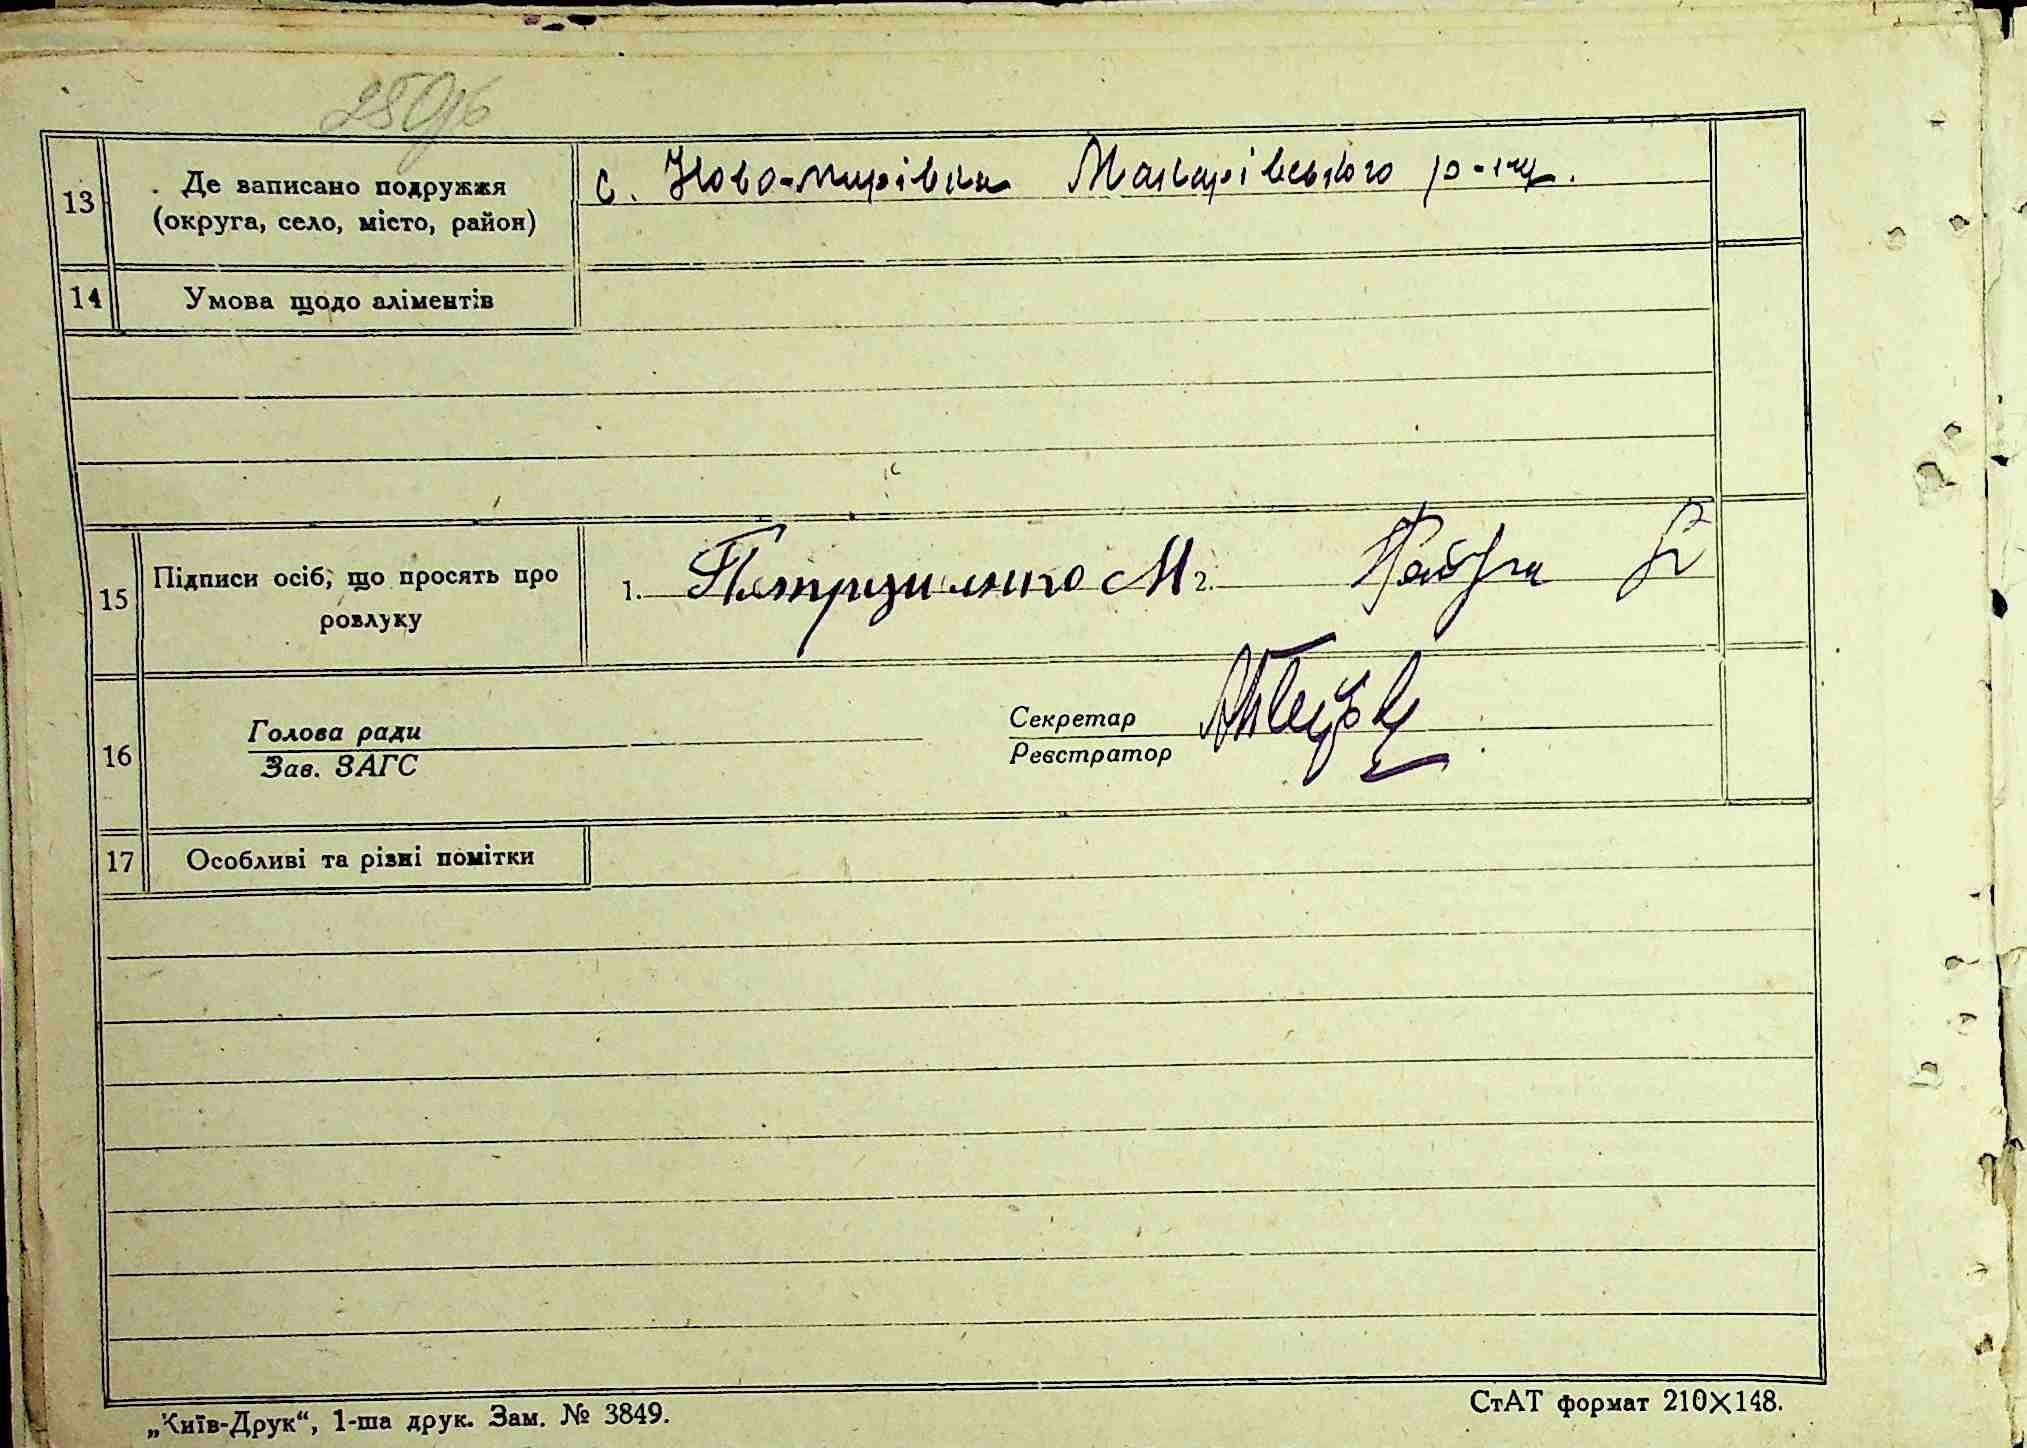 13
Де записано подружжя
(округа, село, місто, район)
с. Ново-мирівка Макарівського р-ну.
14
Умова щодо аліментів
15
Підписи осіб, що просять про
розлуку
1. Петрушенко М 2.
16
Голова ради
Зав. ЗАГС
Секретар
Реєстратор
17
Особливі та різні помітки
„Київ-Друк“, 1-ша друк. Зам. № 3849.
СтАТ формат 210×148.